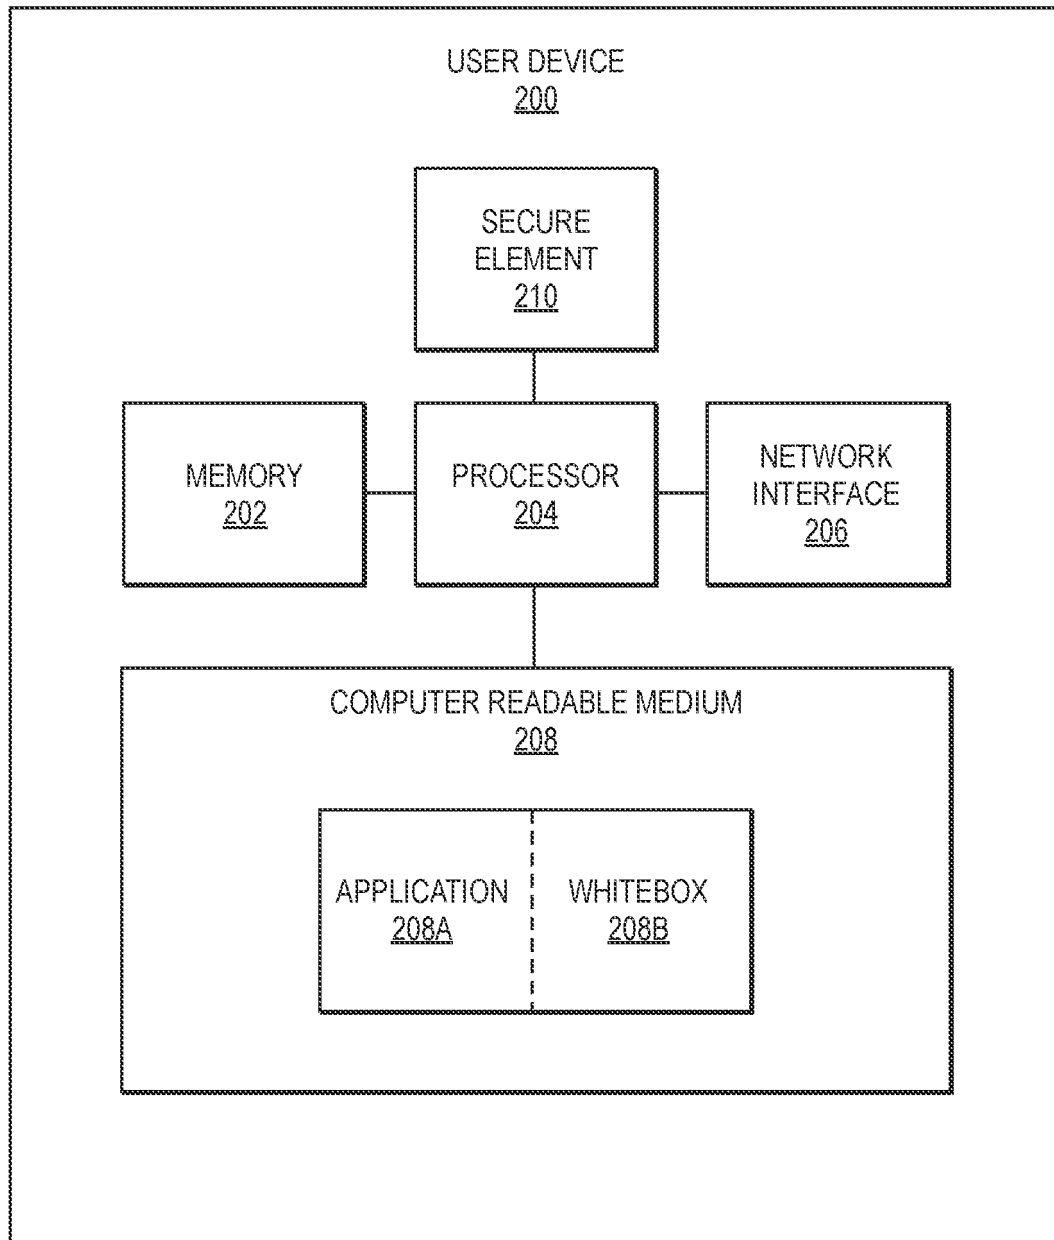 USER DEVICE
200
SECURE
ELEMENT
210
MEMORY
202
PROCESSOR
204
NETWORK
INTERFACE
206
COMPUTER READABLE MEDIUM
208
APPLICATION
208A
WHITEBOX
208B